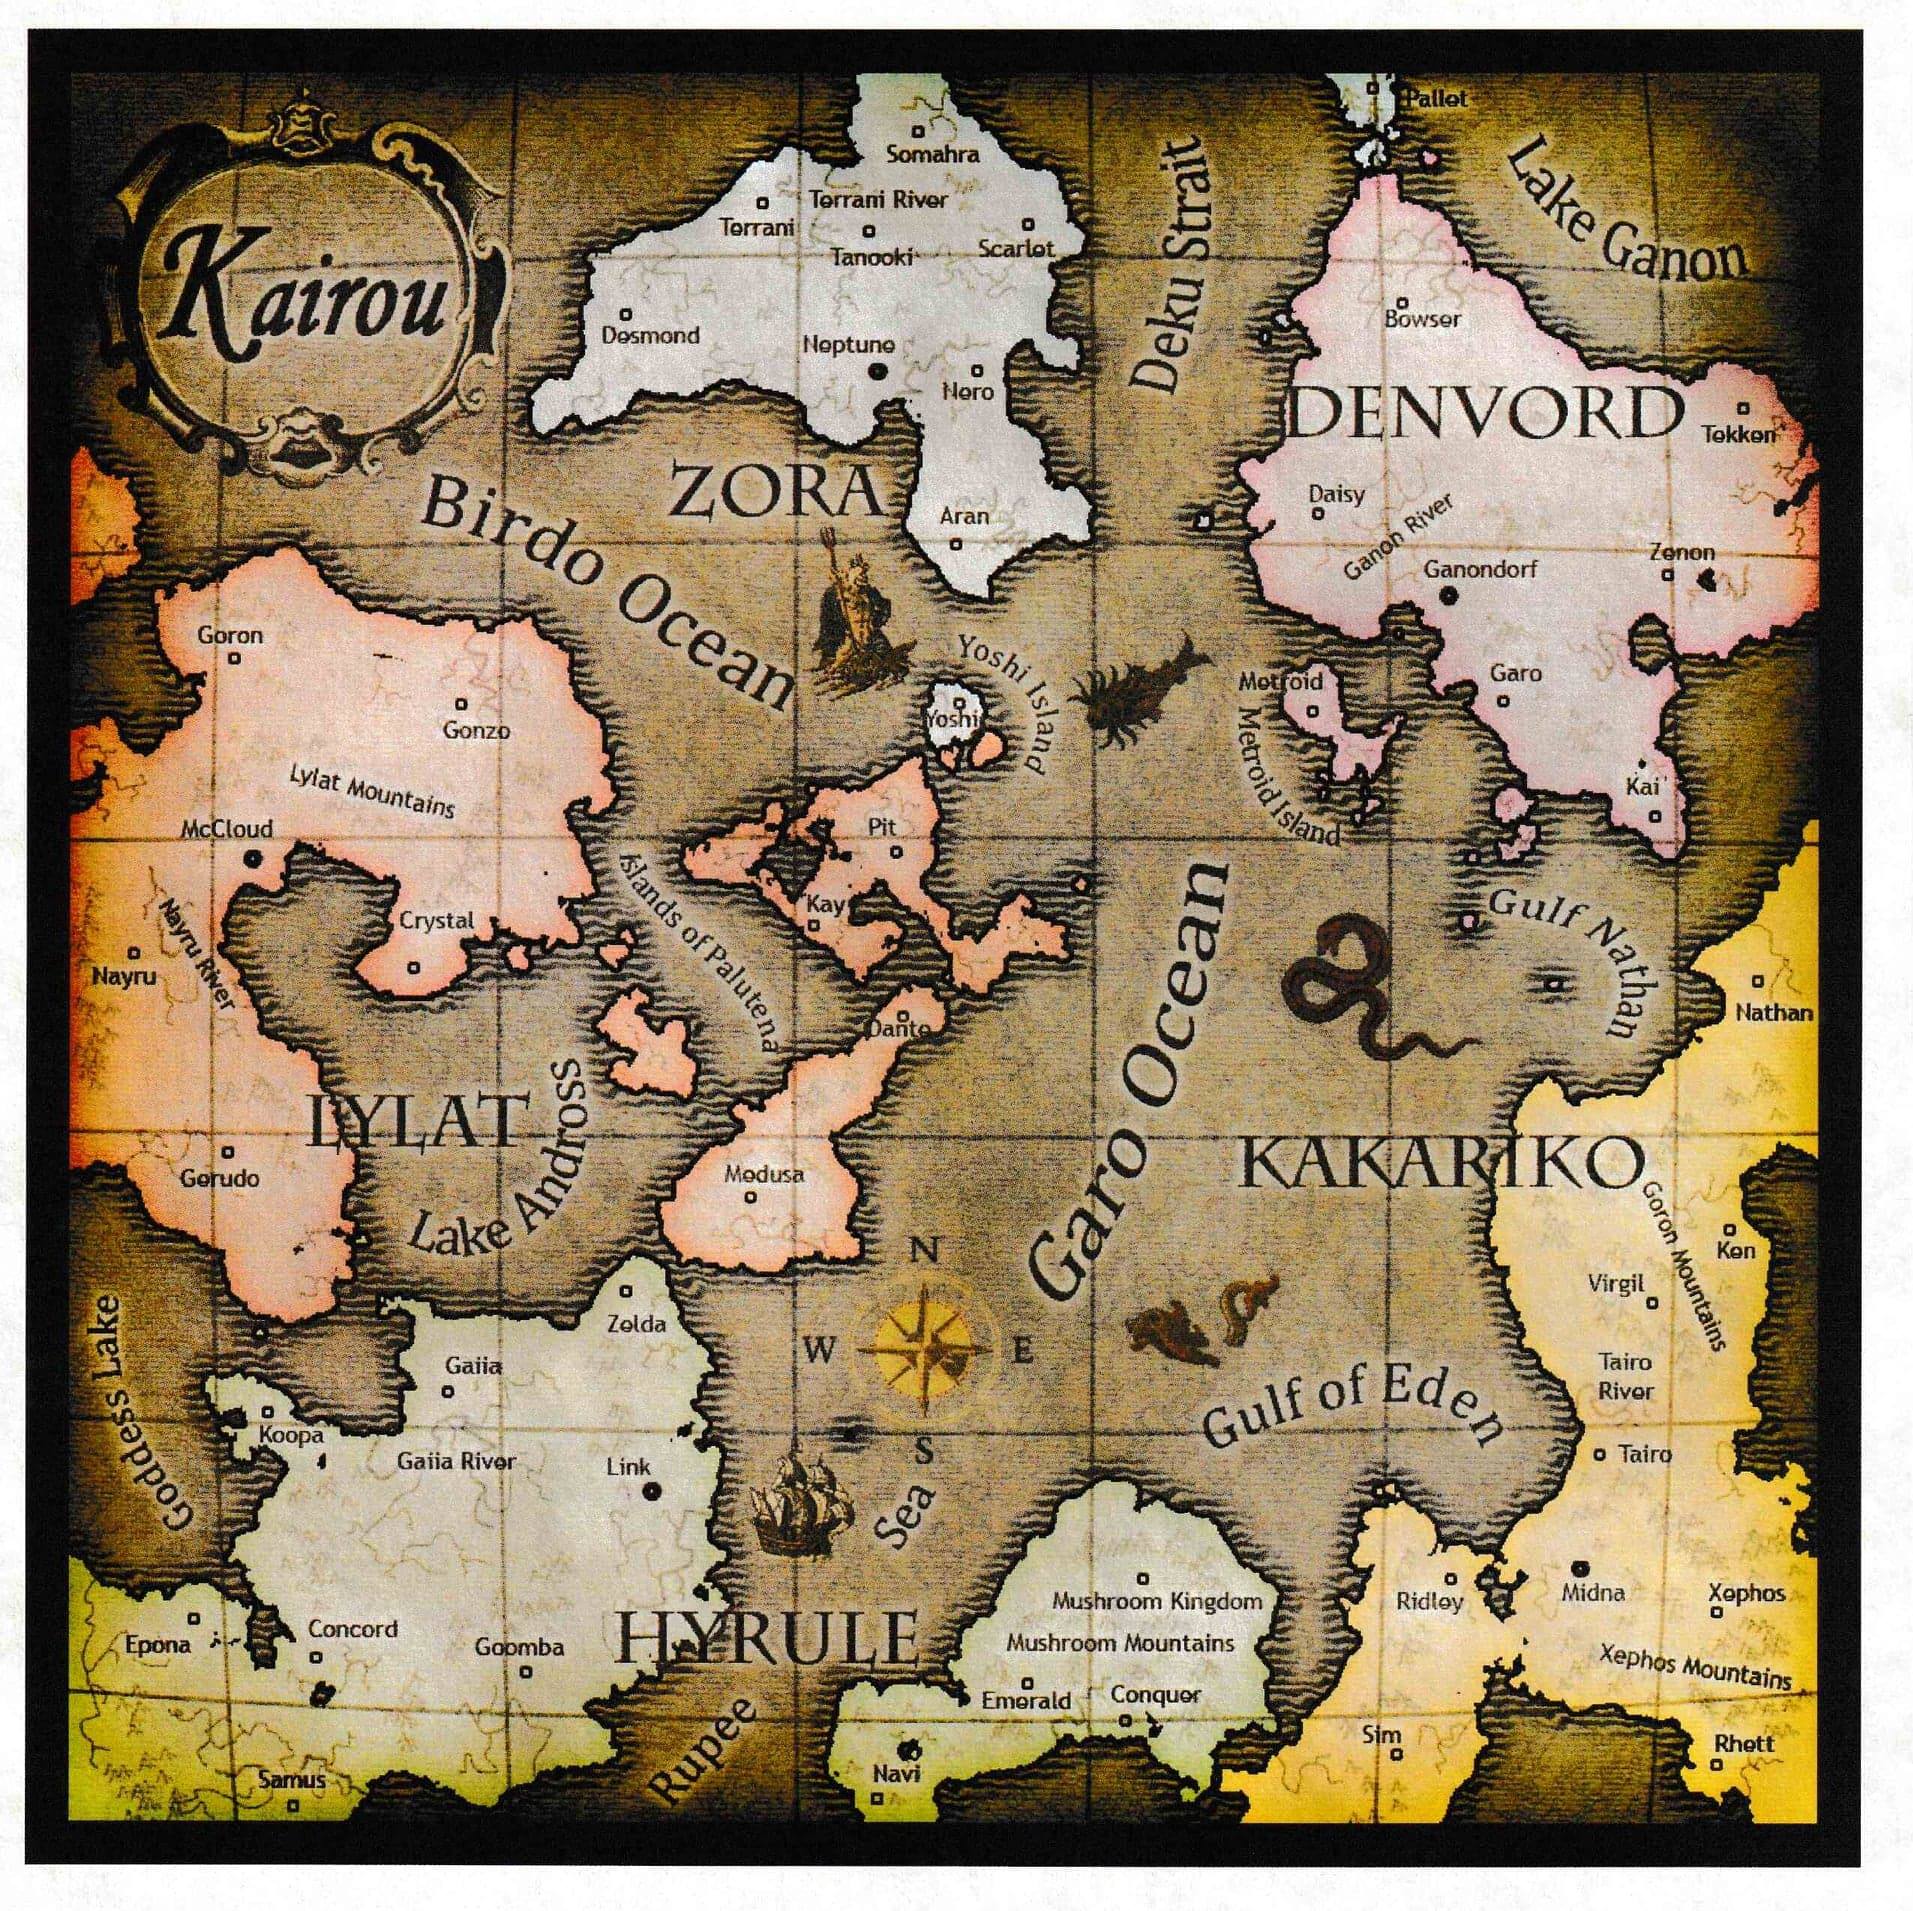 Kairou
Pallet
Somahra
Terrani River
Terrani
Tanooki
Scarlet
Deku Strait
Lake Ganon
Desmond
Neptune
Nero
Bowser
DENVORD
Tekken
ZORA
Birdo Ocean
Aran
Daisy
Ganon River
Ganondorf
Zenon
Goron
Gonzo
Lylat Mountains
McCloud
Yoshi Island
Yoshi
Metroid
Metroid Island
Garo
Kai
Pit
Kay
Islands of Palutena
Crystal
Nayru River
Nayru
Gulf Nathan
Nathan
Dante
Garo Ocean
LYLAT
Lake Andross
Gerudo
Medusa
KAKARIKO
Goron Mountains
Ken
Virgil
N
W
E
S
Zelda
Gaiia
Goddess Lake
Koopa
Gaiia River
Link
Gulf of Eden
Tairo
River
Tairo
Rupee Sea
Epona
Concord
Goomba
HYRULE
Mushroom Kingdom
Mushroom Mountains
Emerald
Conquer
Ridley
Midna
Xephos
Xephos Mountains
Samus
Navi
Sim
Rhett